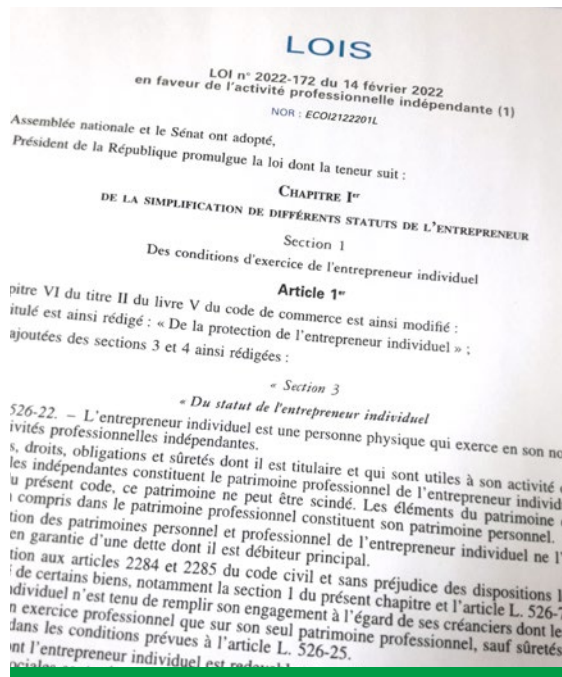 LOIS
LOI n° 2022-172 du 14 février 2022
en faveur de l'activité professionnelle indépendante (1)
NOR : ECOI2122201L
Assemblée nationale et le Sénat ont adopté,
Président de la République promulgue la loi dont la teneur suit :
CHAPITRE Ier
DE LA SIMPLIFICATION DE DIFFÉRENTS STATUTS DE L'ENTREPRENEUR
Section 1
Des conditions d'exercice de l'entrepreneur individuel
Article 1er
pitre VI du titre II du livre V du code de commerce est ainsi modifié :
itulé est ainsi rédigé : « De la protection de l'entrepreneur individuel » ;
ajoutées des sections 3 et 4 ainsi rédigées :
« Section 3
« Du statut de l'entrepreneur individuel
526-22. – L'entrepreneur individuel est une personne physique qui exerce en son no
ivités professionnelles indépendantes.
s, droits, obligations et sûretés dont il est titulaire et qui sont utiles à son activité
les indépendantes constituent le patrimoine professionnel de l'entrepreneur individ
u présent code, ce patrimoine ne peut être scindé. Les éléments du patrimoine
compris dans le patrimoine professionnel constituent son patrimoine personnel.
tion des patrimoines personnel et professionnel de l'entrepreneur individuel ne l'
en garantie d'une dette dont il est débiteur principal.
tion aux articles 2284 et 2285 du code civil et sans préjudice des dispositions l
de certains biens, notamment la section 1 du présent chapitre et l'article L. 526-7
dividuel n'est tenu de remplir son engagement à l'égard de ses créanciers dont le
n exercice professionnel que sur son seul patrimoine professionnel, sauf sûretés
dans les conditions prévues à l'article L. 526-25.
nt l'entrepreneur individuel est